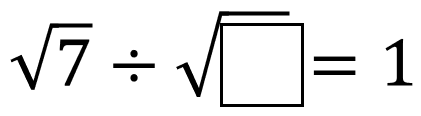 √7 ÷ √□ = 1